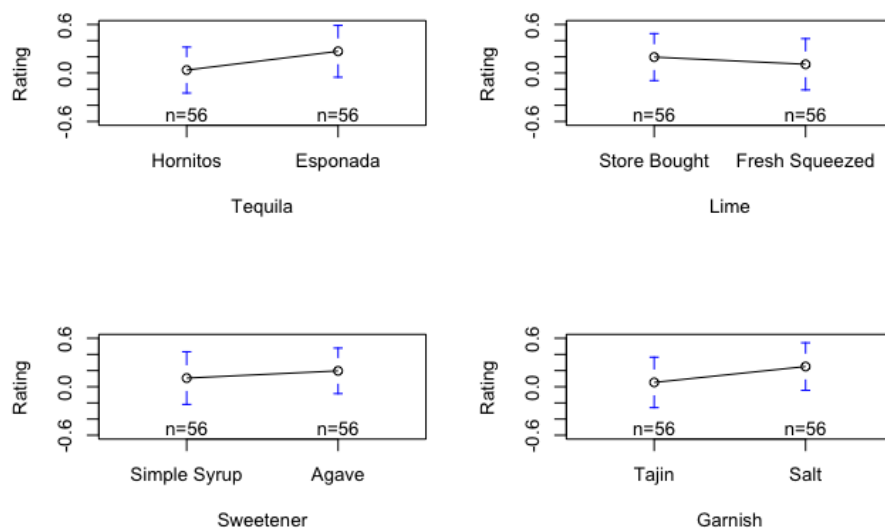 Rating
0.6
0.0
-0.6
n=56
n=56
Hornitos
Esponada
Tequila
Rating
0.6
0.0
-0.6
n=56
n=56
Store Bought
Fresh Squeezed
Lime
Rating
0.6
0.0
-0.6
n=56
n=56
Simple Syrup
Agave
Sweetener
Rating
0.6
0.0
-0.6
n=56
n=56
Tajin
Salt
Garnish